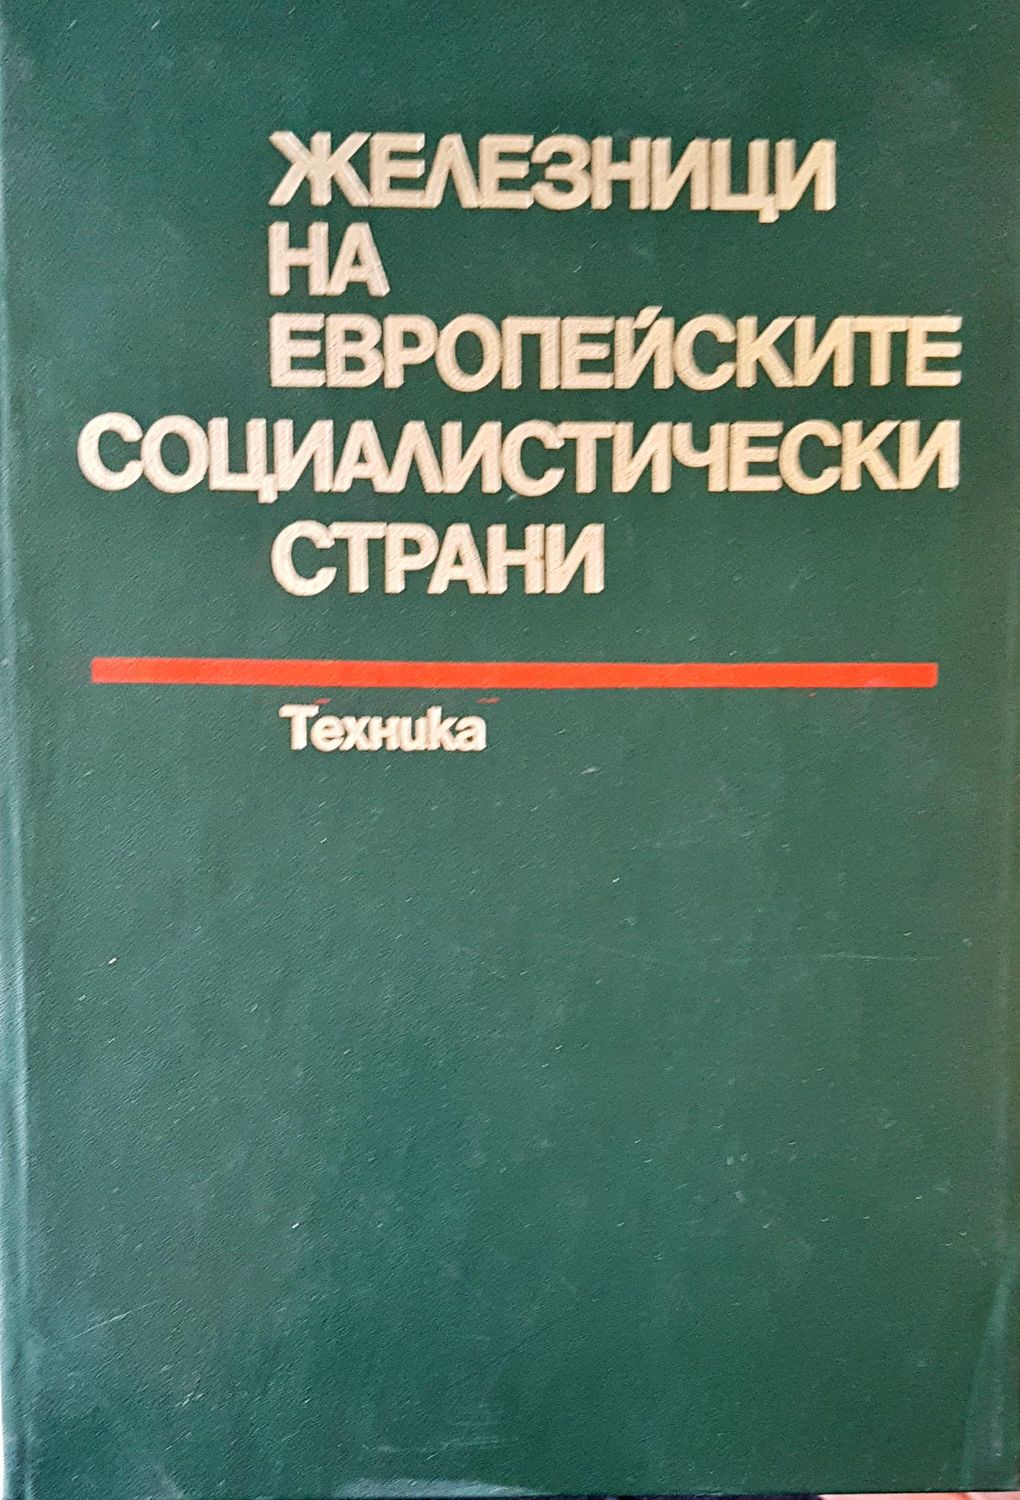 ЖЕЛЕЗНИЦИ
НА
ЕВРОПЕЙСКИТЕ
СОЦИАЛИСТИЧЕСКИ
СТРАНИ
Техника